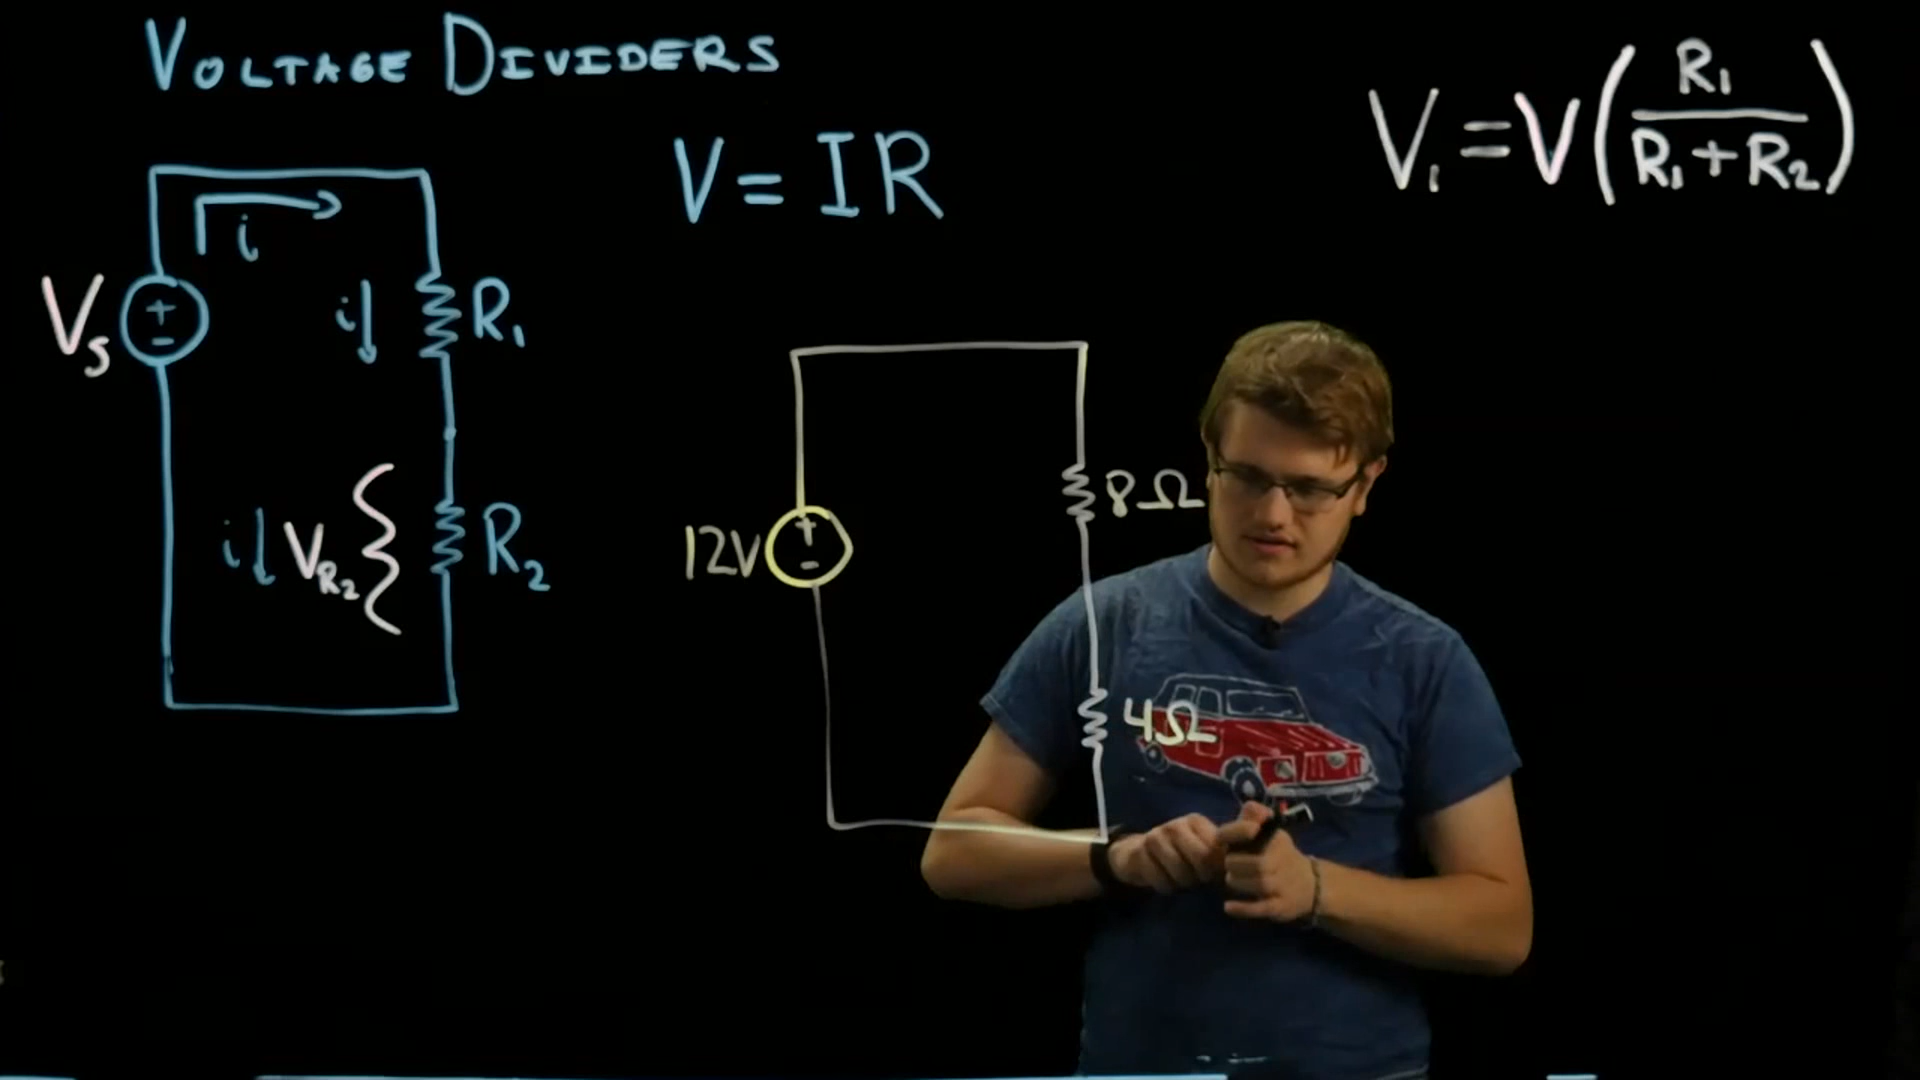 VOLTAGE DIVIDERS
V = IR
V₁ = V(R₁/(R₁+R₂))
i
Vs
+
-
i
R₁
i
VR₂
R₂
12V
+
-
8Ω
4Ω